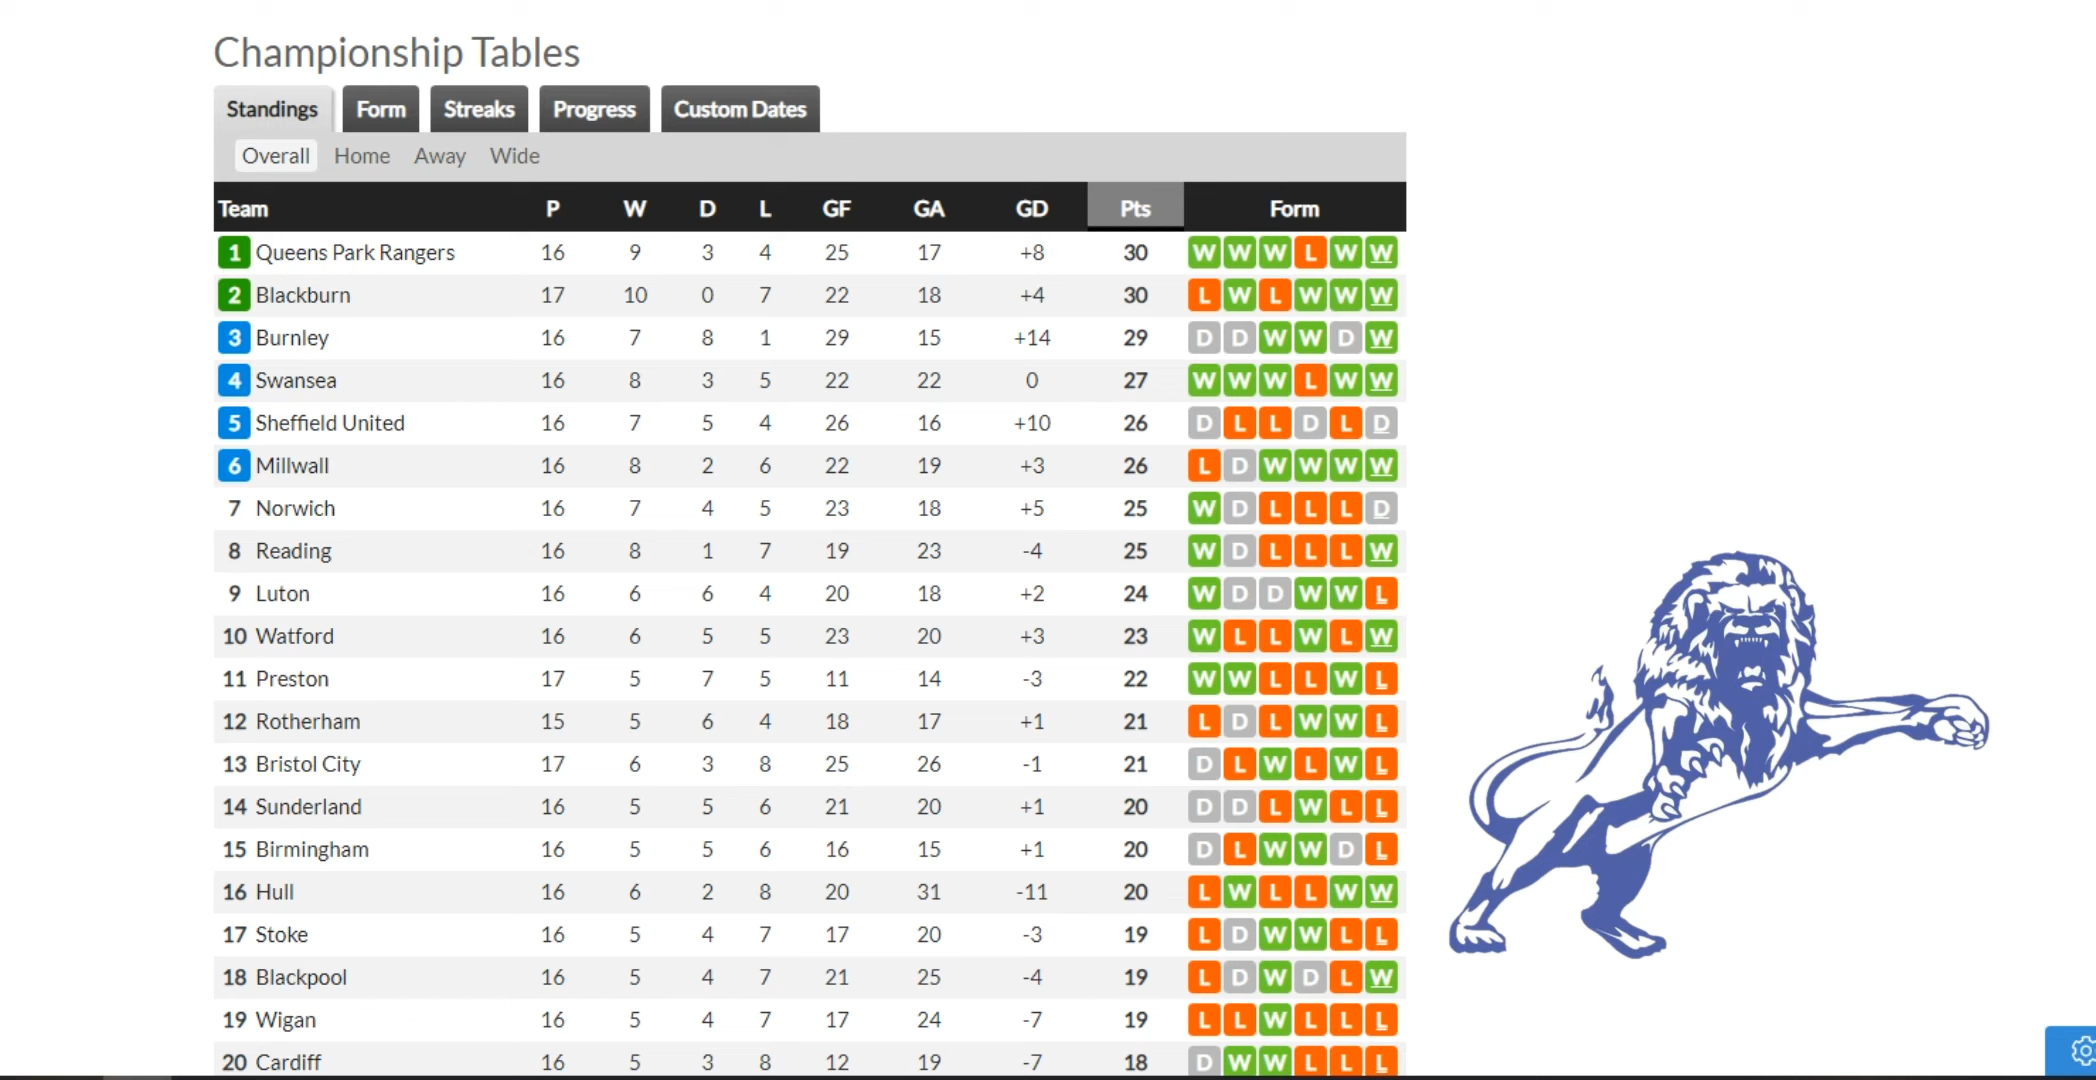 Championship Tables
Standings Form Streaks Progress Custom Dates
Overall Home Away Wide
Team P W D L GF GA GD Pts Form
1 Queens Park Rangers 16 9 3 4 25 17 +8 30 W W W L W W
2 Blackburn 17 10 0 7 22 18 +4 30 L W L W W W
3 Burnley 16 7 8 1 29 15 +14 29 D D W W D W
4 Swansea 16 8 3 5 22 22 0 27 W W W L W W
5 Sheffield United 16 7 5 4 26 16 +10 26 D L L D L D
6 Millwall 16 8 2 6 22 19 +3 26 L D W W W W
7 Norwich 16 7 4 5 23 18 +5 25 W D L L L D
8 Reading 16 8 1 7 19 23 -4 25 W D L L L W
9 Luton 16 6 6 4 20 18 +2 24 W D D W W L
10 Watford 16 6 5 5 23 20 +3 23 W L L W L W
11 Preston 17 5 7 5 11 14 -3 22 W W L L W L
12 Rotherham 15 5 6 4 18 17 +1 21 L D L W W L
13 Bristol City 17 6 3 8 25 26 -1 21 D L W L W L
14 Sunderland 16 5 5 6 21 20 +1 20 D D L W L L
15 Birmingham 16 5 5 6 16 15 +1 20 D L W W D L
16 Hull 16 6 2 8 20 31 -11 20 L W L L W W
17 Stoke 16 5 4 7 17 20 -3 19 L D W W L L
18 Blackpool 16 5 4 7 21 25 -4 19 L D W D L W
19 Wigan 16 5 4 7 17 24 -7 19 L L W L L L
20 Cardiff 16 5 3 8 12 19 -7 18 D W W L L L